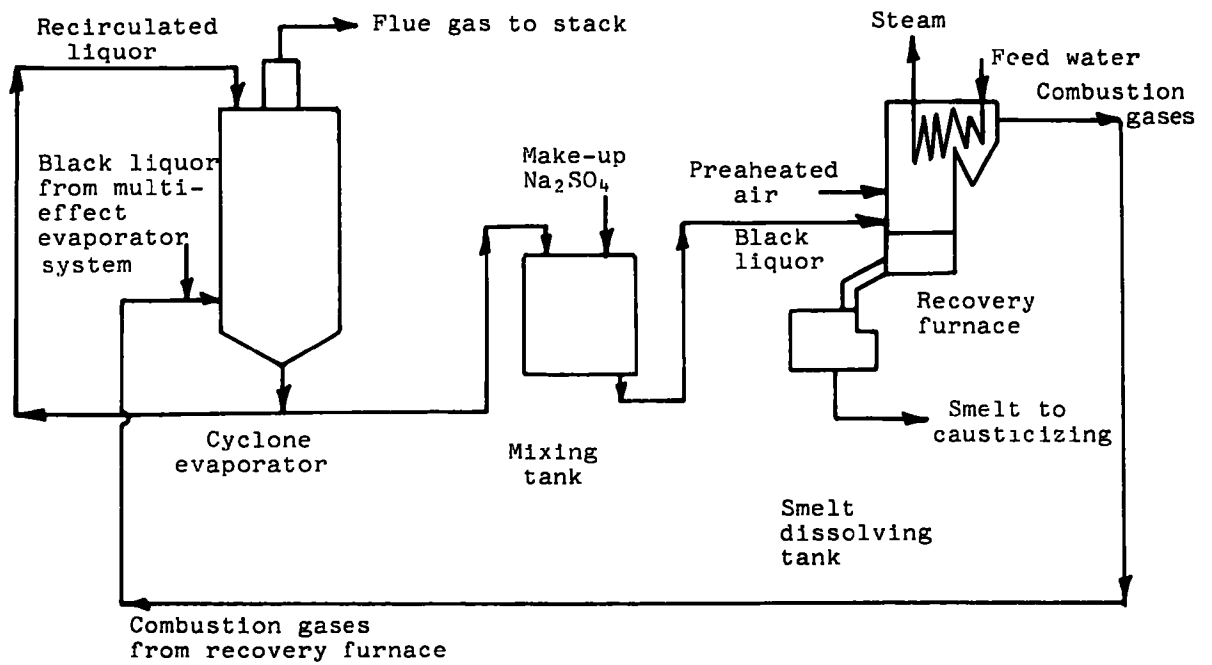 Recirculated
liquor
Flue gas to stack
Black liquor
from multi-
effect
evaporator
system
Cyclone
evaporator
Make-up
Na₂SO₄
Mixing
tank
Steam
Feed water
Combustion
gases
Preaheated
air
Black
liquor
Recovery
furnace
Smelt to
causticizing
Smelt
dissolving
tank
Combustion gases
from recovery furnace